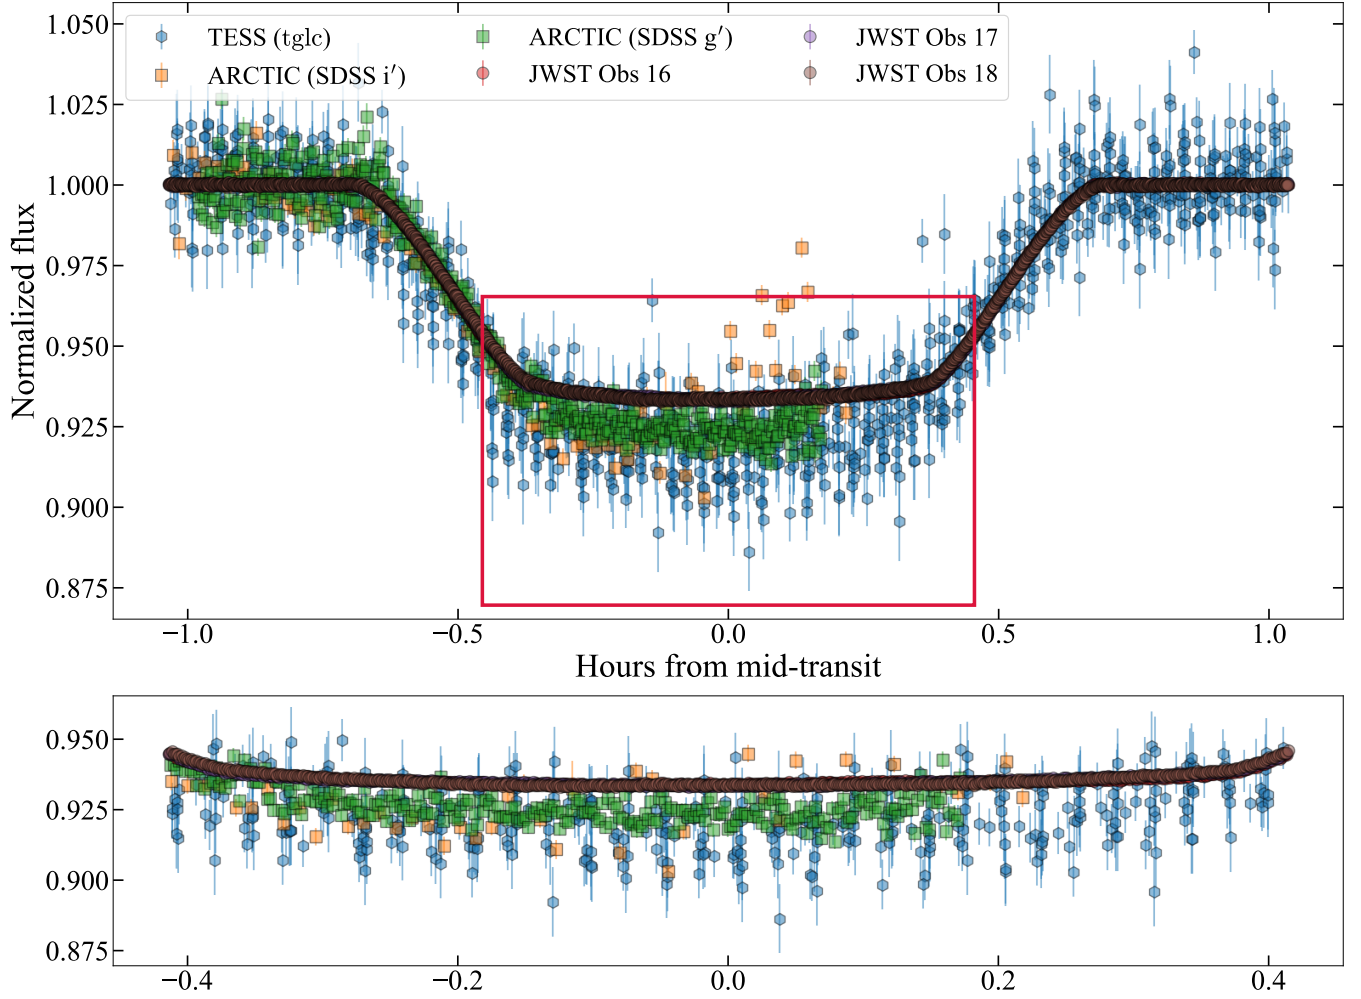 TESS (tglc)
ARCTIC (SDSS i′)
ARCTIC (SDSS g′)
JWST Obs 16
JWST Obs 17
JWST Obs 18
Normalized flux
1.050
1.025
1.000
0.975
0.950
0.925
0.900
0.875
−1.0 −0.5 0.0 0.5 1.0
Hours from mid-transit
0.950
0.925
0.900
0.875
−0.4 −0.2 0.0 0.2 0.4